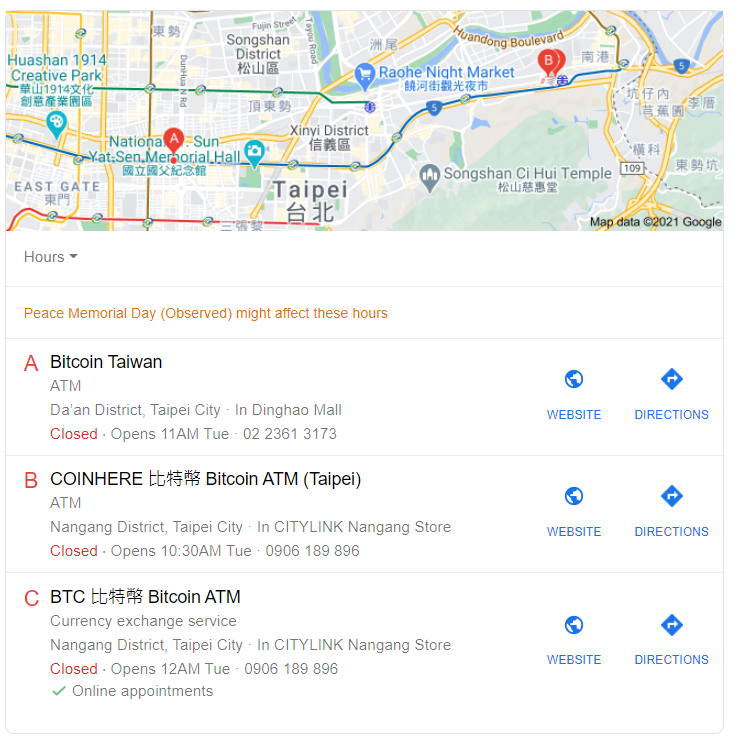 Fujin Street
東勢
Songshan
District
松山區
Tayou Road
洲尾
Huandong Boulevard
南港
Huashan 1914
Creative Park
華山1914文化
創意產業園區
DunHua N Rd
頂東勢
Raohe Night Market
饒河街觀光夜市
5
5
坑仔內
芎蕉園
李厝
B
A
National Dr. Sun
Yat-Sen Memorial Hall
國立國父紀念館
Xinyi District
信義區
橫科
109
東勢坑
EAST GATE
東門
Taipei
台北
Songshan Ci Hui Temple
松山慈惠堂
三張犁
Map data ©2021 Google
Hours
Peace Memorial Day (Observed) might affect these hours
A Bitcoin Taiwan
ATM
Da'an District, Taipei City · In Dinghao Mall
Closed · Opens 11AM Tue · 02 2361 3173
WEBSITE DIRECTIONS
B COINHERE 比特幣 Bitcoin ATM (Taipei)
ATM
Nangang District, Taipei City · In CITYLINK Nangang Store
Closed · Opens 10:30AM Tue · 0906 189 896
WEBSITE DIRECTIONS
C BTC 比特幣 Bitcoin ATM
Currency exchange service
Nangang District, Taipei City · In CITYLINK Nangang Store
Closed · Opens 12AM Tue · 0906 189 896
Online appointments
WEBSITE DIRECTIONS